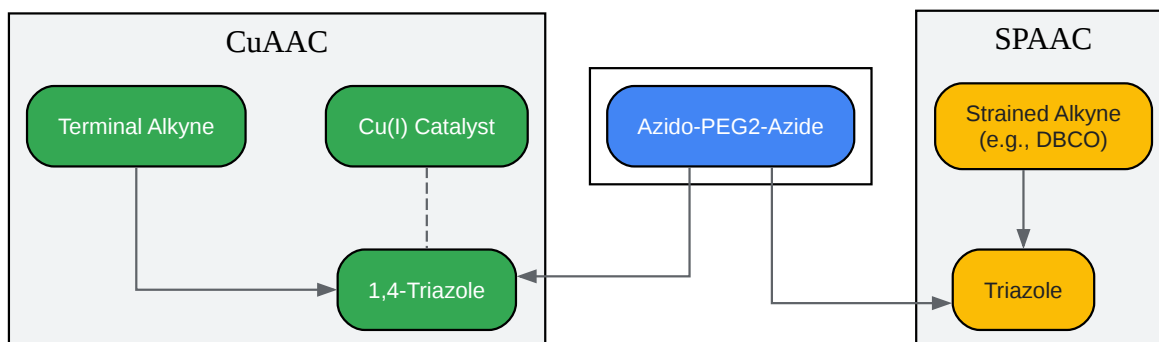 CuAAC
SPAAC
Terminal Alkyne
Cu(I) Catalyst
Azido-PEG2-Azide
Strained Alkyne
(e.g., DBCO)
1,4-Triazole
Triazole